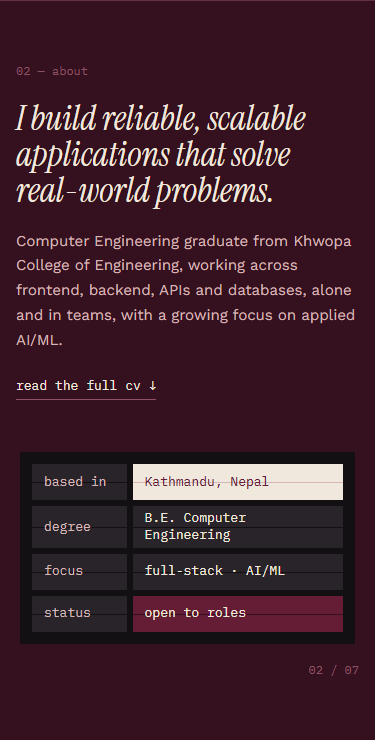 02 — about
I build reliable, scalable
applications that solve
real-world problems.
Computer Engineering graduate from Khwopa
College of Engineering, working across
frontend, backend, APIs and databases, alone
and in teams, with a growing focus on applied
AI/ML.
read the full cv ↓
based in
Kathmandu, Nepal
degree
B.E. Computer
Engineering
focus
full-stack · AI/ML
status
open to roles
02 / 07